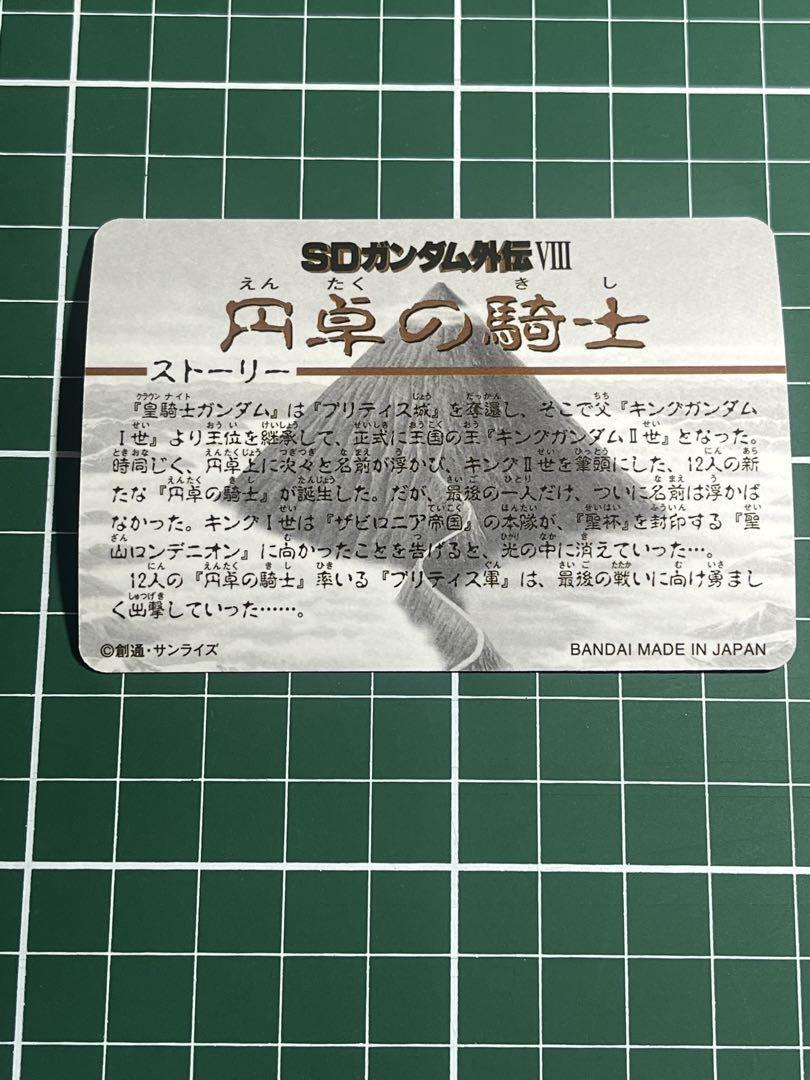 SDガンダム外伝VIII
えんたくのきし
円卓の騎士
ストーリー
『皇騎士ガンダム』は『ブリティス城』を奪還し、そこで父『キングガンダム
I世』より王位を継承して、正式に王国の王『キングガンダムII世』となった。
時同じく、円卓上に次々と名前が浮かび、キングII世を筆頭にした、12人の新
たな『円卓の騎士』が誕生した。だが、最後の一人だけ、ついに名前は浮かば
なかった。キングI世は『ザビロニア帝国』の本隊が、『聖杯』を封印する『聖
山ロンデニオン』に向かったことを告げると、光の中に消えていった…。
12人の『円卓の騎士』率いる『ブリティス軍』は、最後の戦いに向け勇まし
く出撃していった……。
©創通・サンライズ
BANDAI MADE IN JAPAN